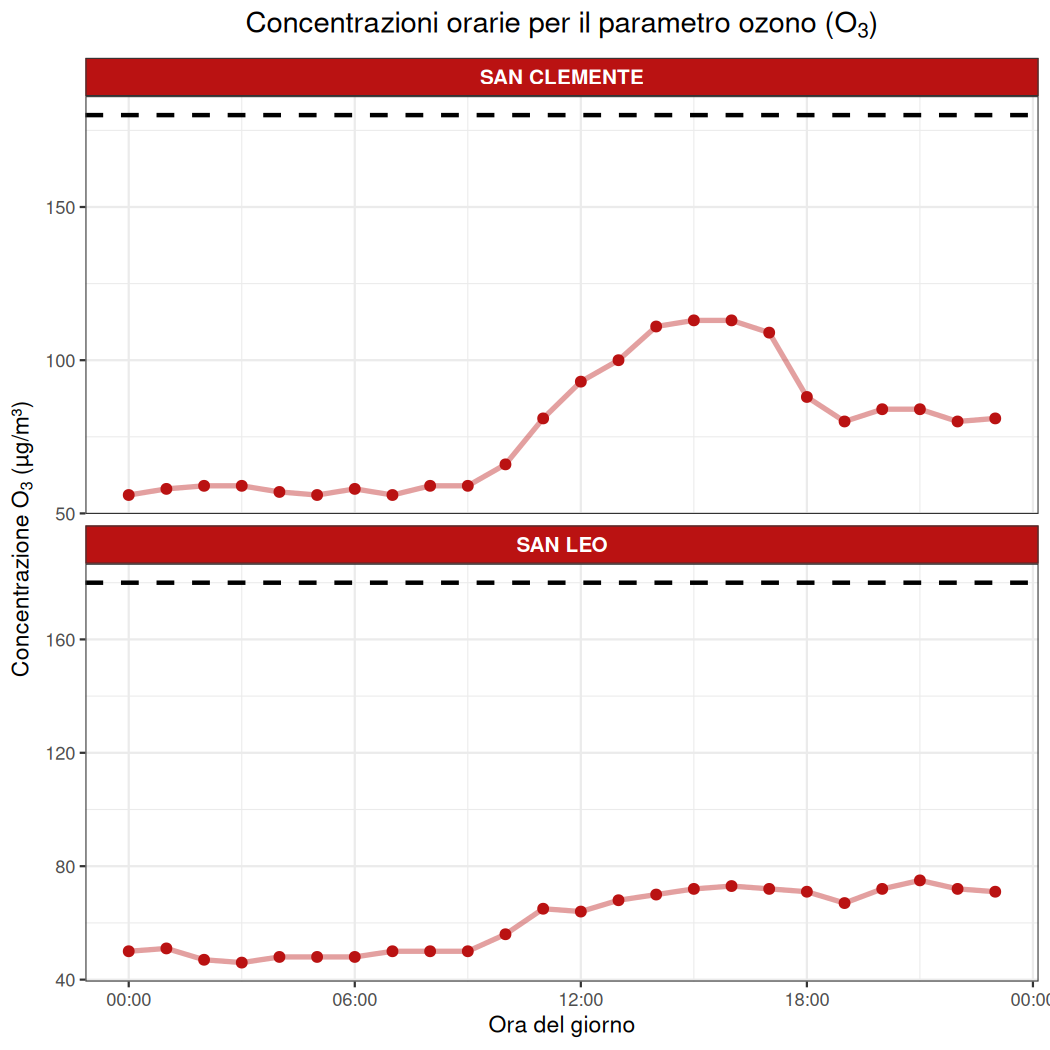 Concentrazioni orarie per il parametro ozono (O₃)
SAN CLEMENTE
150
100
50
SAN LEO
160
120
80
40
Concentrazione O₃ (µg/m³)
00:00 06:00 12:00 18:00 00:00
Ora del giorno